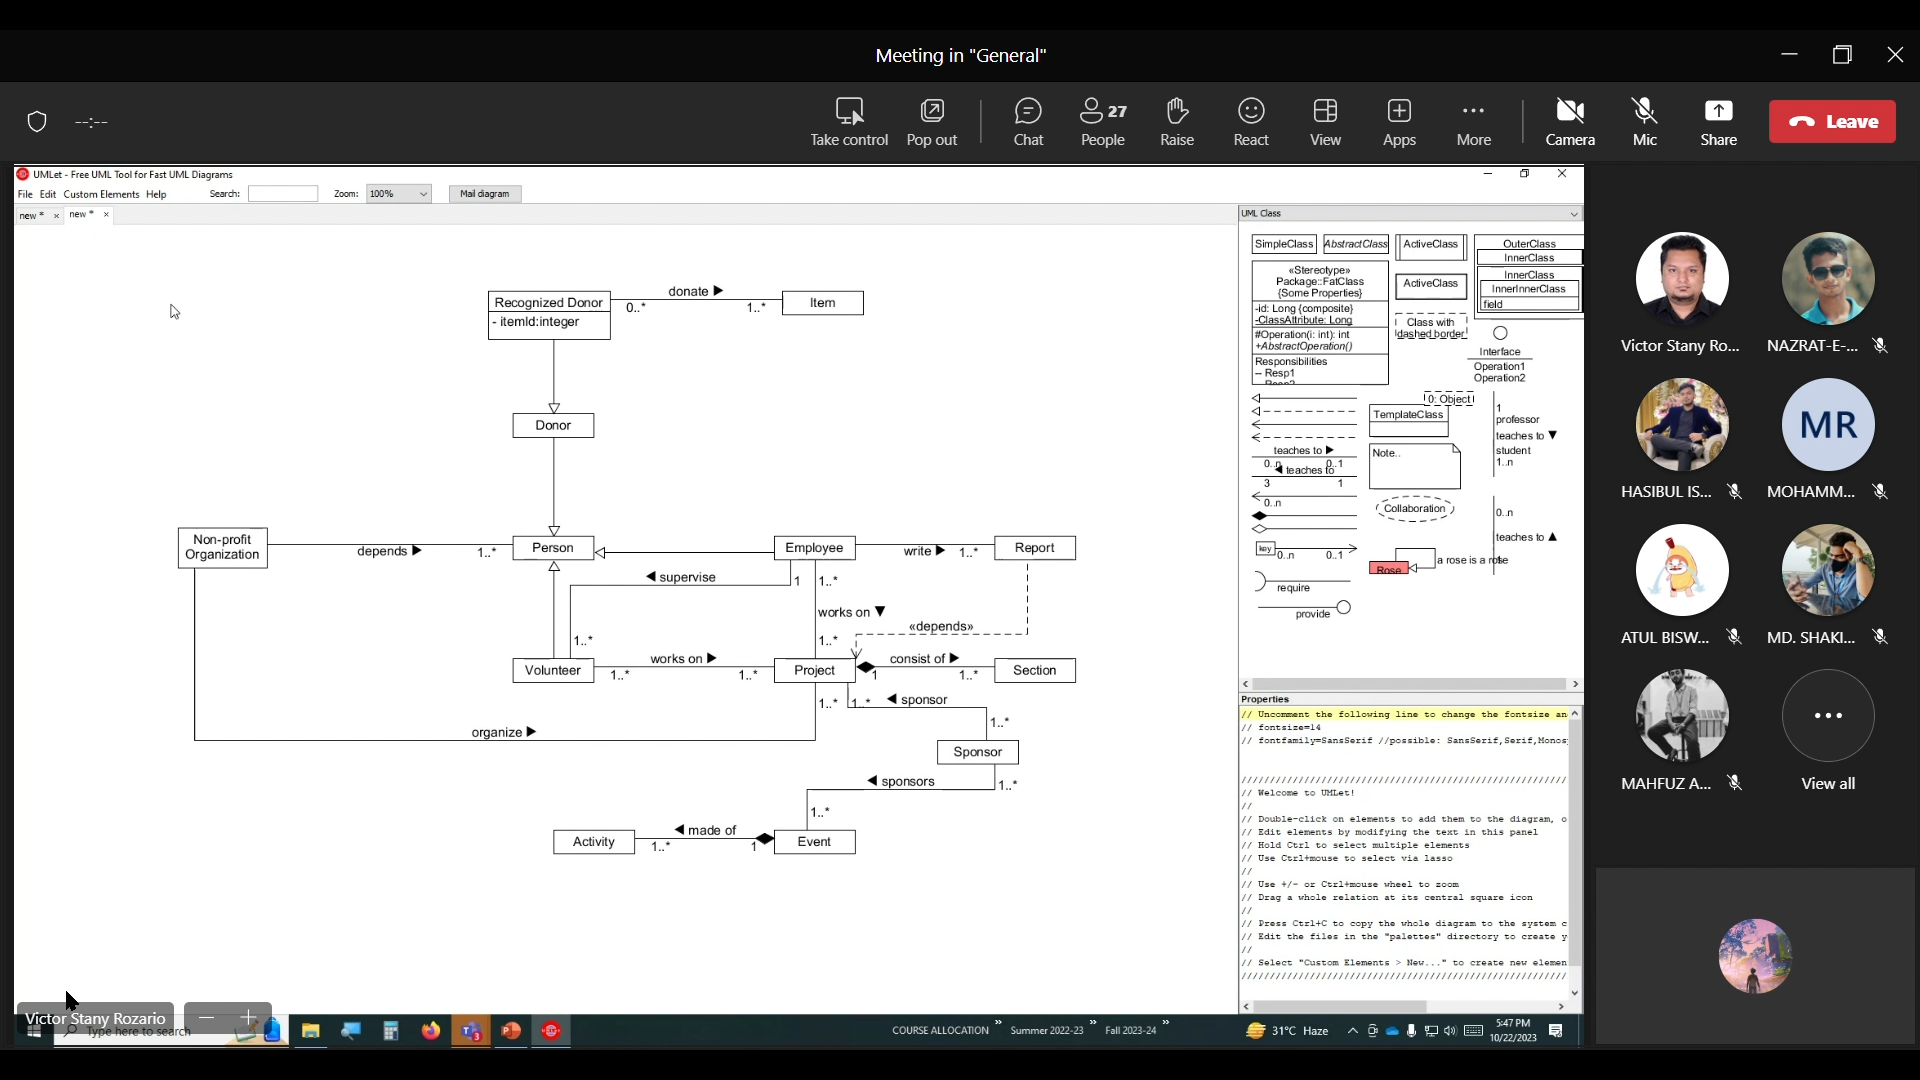 Meeting in "General"
--:--
Take control
Pop out
Chat
27
People
Raise
React
View
Apps
More
Camera
Mic
Share
Leave
UMLet - Free UML Tool for Fast UML Diagrams
File Edit Custom Elements Help
Search:
Zoom: 100%
Mail diagram
new *
new *
Recognized Donor
- itemId:integer
donate
0..*
1..*
Item
Donor
Non-profit
Organization
depends
1..*
Person
Employee
write
1..*
Report
supervise
1
1..*
works on
«depends»
1..*
1..*
Volunteer
works on
1..*
1..*
Project
consist of
1
1..*
Section
1..*
1..*
sponsor
1..*
organize
Sponsor
sponsors
1..*
1..*
Activity
made of
1..*
1
Event
UML Class
SimpleClass
AbstractClass
ActiveClass
OuterClass
InnerClass
InnerClass
InnerInnerClass
field
«Stereotype»
Package::FatClass
{Some Properties}
-id: Long {composite}
-ClassAttribute: Long
#Operation(i: int): int
+AbstractOperation()
Responsibilities
-- Resp1
ActiveClass
Class with
dashed border
Interface
Operation1
Operation2
0: Object
TemplateClass
1
professor
teaches to
student
1..n
teaches to
0..n
0..1
teaches to
3
1
Note..
0..n
Collaboration
0..n
teaches to
key
0..n
0..1
a rose is a rose
Rose
require
provide
Properties
// Uncomment the following line to change the fontsize an
// fontsize=14
// fontfamily=SansSerif //possible: SansSerif,Serif,Monos
//////////////////////////////////////////////////////
// Welcome to UMLet!
//
// Double-click on elements to add them to the diagram, o
// Edit elements by modifying the text in this panel
// Hold Ctrl to select multiple elements
// Use Ctrl+mouse to select via lasso
//
// Use +/- or Ctrl+mouse wheel to zoom
// Drag a whole relation at its central square icon
//
// Press Ctrl+C to copy the whole diagram to the system c
// Edit the files in the "palettes" directory to create y
//
// Select "Custom Elements > New..." to create new elemen
//////////////////////////////////////////////////////
Victor Stany Ro...
NAZRAT-E-...
HASIBUL IS...
MR
MOHAMM...
ATUL BISW...
MD. SHAKI...
MAHFUZ A...
View all
Victor Stany Rozario
Type here to search
COURSE ALLOCATION
Summer 2022-23
Fall 2023-24
31°C Haze
5:47 PM
10/22/2023